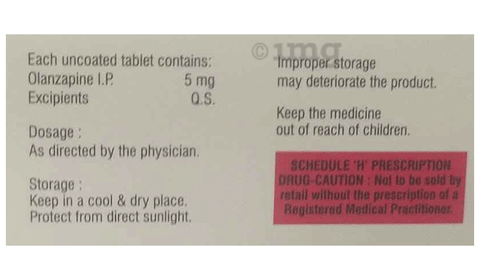 Each uncoated tablet contains:
Olanzapine I.P. 5 mg
Excipients Q.S.
Dosage :
As directed by the physician.
Storage :
Keep in a cool & dry place.
Protect from direct sunlight.
© 1mg
Improper storage
may deteriorate the product.
Keep the medicine
out of reach of children.
SCHEDULE 'H' PRESCRIPTION
DRUG-CAUTION : Not to be sold by
retail without the prescription of a
Registered Medical Practitioner.